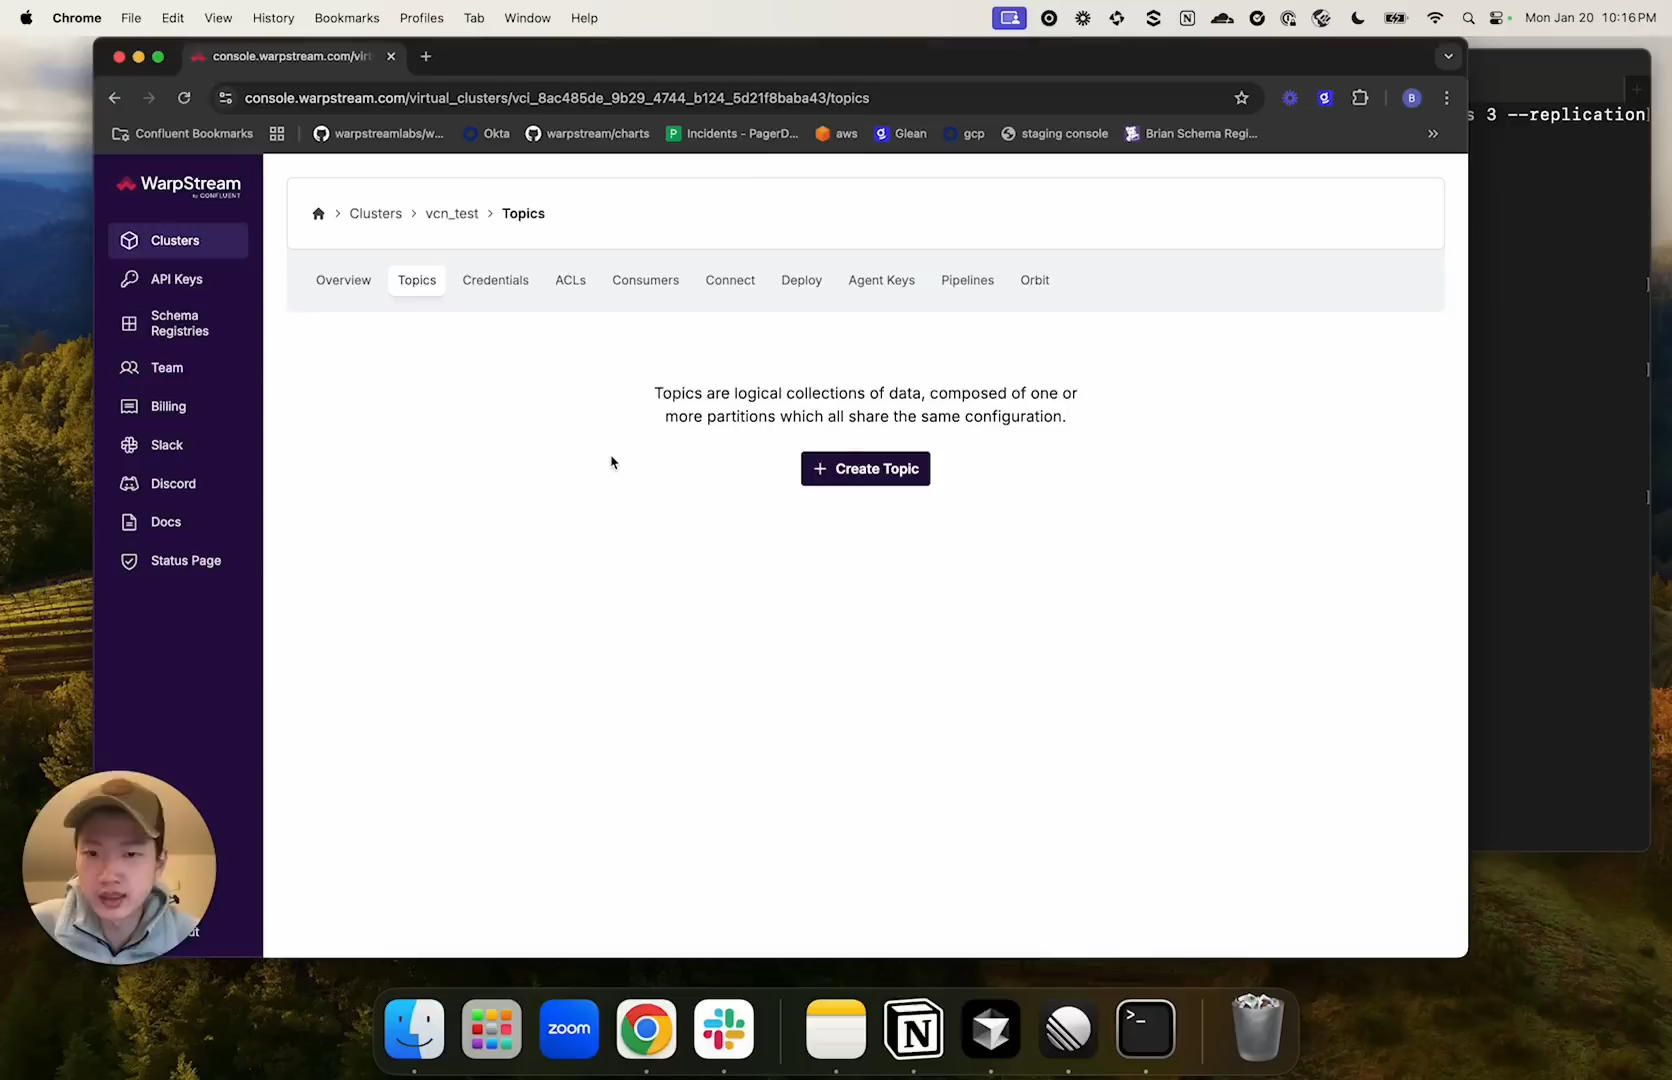 Chrome File Edit View History Bookmarks Profiles Tab Window Help
Mon Jan 20 10:16 PM
console.warpstream.com/virt
console.warpstream.com/virtual_clusters/vci_8ac485de_9b29_4744_b124_5d21f8baba43/topics
B
Confluent Bookmarks warpstreamlabs/w... Okta warpstream/charts Incidents - PagerD... aws Glean gcp staging console Brian Schema Regi...
s 3 --replication
WarpStream
by CONFLUENT
Clusters
API Keys
Schema
Registries
Team
Billing
Slack
Discord
Docs
Status Page
Clusters > vcn_test > Topics
Overview Topics Credentials ACLs Consumers Connect Deploy Agent Keys Pipelines Orbit
Topics are logical collections of data, composed of one or
more partitions which all share the same configuration.
+ Create Topic
zoom